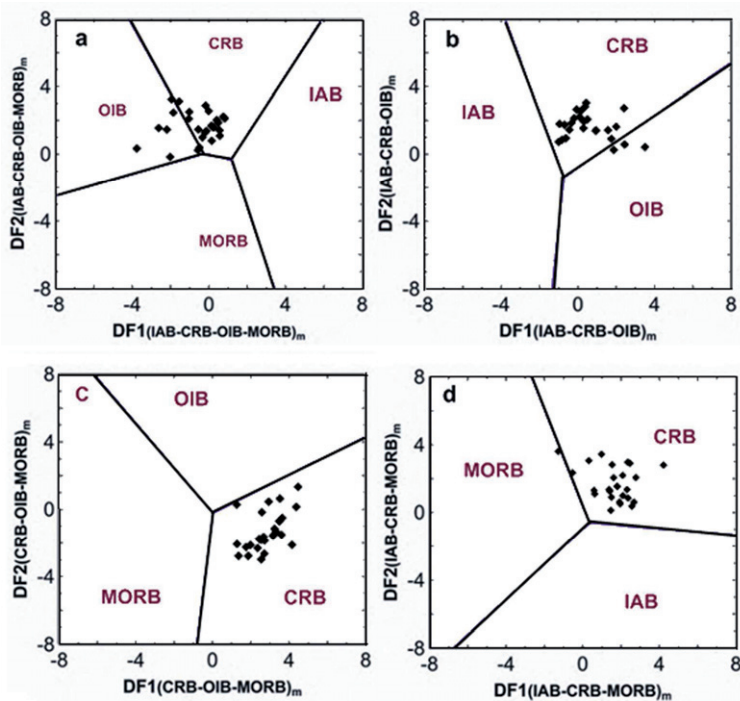 a
CRB
OIB
IAB
MORB
8
4
0
-4
-8
-8
-4
0
4
8
DF2(IAB-CRB-OIB-MORB)m
DF1(IAB-CRB-OIB-MORB)m
b
CRB
IAB
OIB
8
4
0
-4
-8
-8
-4
0
4
8
DF2(IAB-CRB-OIB)m
DF1(IAB-CRB-OIB)m
C
OIB
MORB
CRB
8
4
0
-4
-8
-8
-4
0
4
8
DF2(CRB-OIB-MORB)m
DF1(CRB-OIB-MORB)m
d
CRB
MORB
IAB
8
4
0
-4
-8
-8
-4
0
4
8
DF2(IAB-CRB-MORB)m
DF1(IAB-CRB-MORB)m